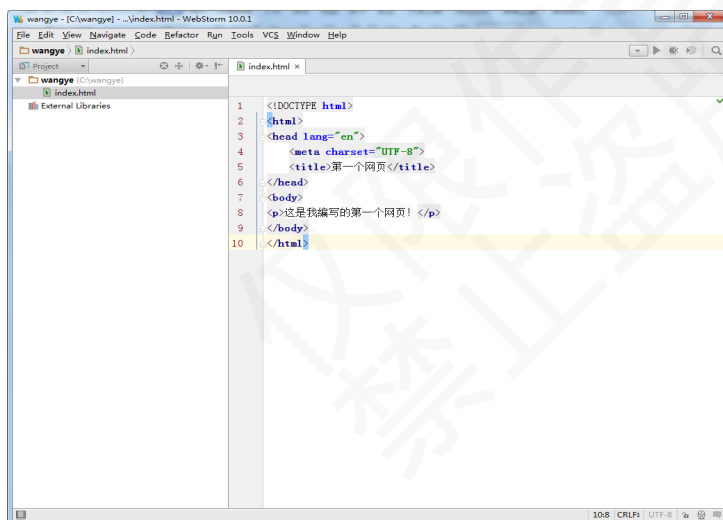 wangye - [C:\wangye] - ...\index.html - WebStorm 10.0.1
File Edit View Navigate Code Refactor Run Tools VCS Window Help
wangye index.html
Project
index.html ×
wangye (C:\wangye)
index.html
External Libraries
1 <!DOCTYPE html>
2 <html>
3 <head lang="en">
4 <meta charset="UTF-8">
5 <title>第一个网页</title>
6 </head>
7 <body>
8 <p>这是我编写的第一个网页！</p>
9 </body>
10 </html>
10:8 CRLF UTF-8
禁止盗